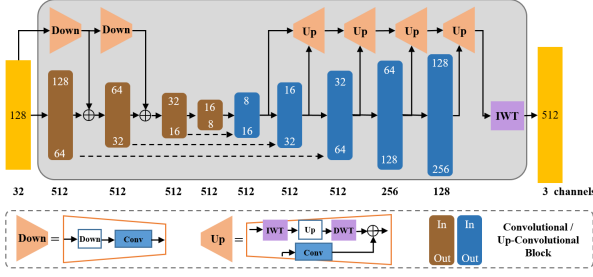 Down Down Up Up Up Up
128 64 32 16 8 16 32 64 128
128 512
IWT
64 32 16 8 16 32 64 128 256
32 512 512 512 512 512 512 512 256 128 3 channels
Down = Down Conv
Up = IWT Up DWT
Conv
In In
Out Out
Convolutional /
Up-Convolutional
Block